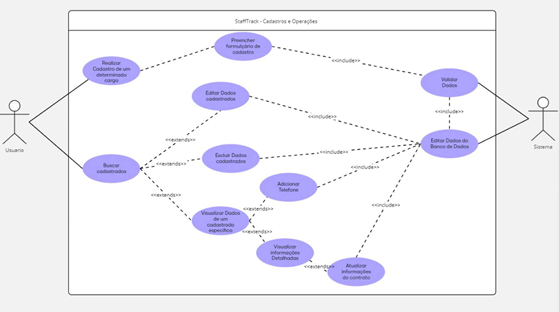 StaffTrack - Cadastros e Operações
Realizar
Cadastro de um
determinado
cargo
Preencher
formulçário de
cadastro
<<include>>
Validar
Dados
Editar Dados
cadastrados
<<include>>
<<include>>
Usuario
Sistema
<<extends>>
Editar Dados do
Banco de Dados
Buscar
cadastrados
<<extends>>
Excluir Dados
cadastrados
<<include>>
<<include>>
<<extends>>
Adicionar
Telefone
<<extends>>
<<include>>
Visualizar Dados
de um
cadastrado
específico
<<extends>>
Visualizar
informações
Detalhadas
<<extends>>
Atualizar
informações
do contrato